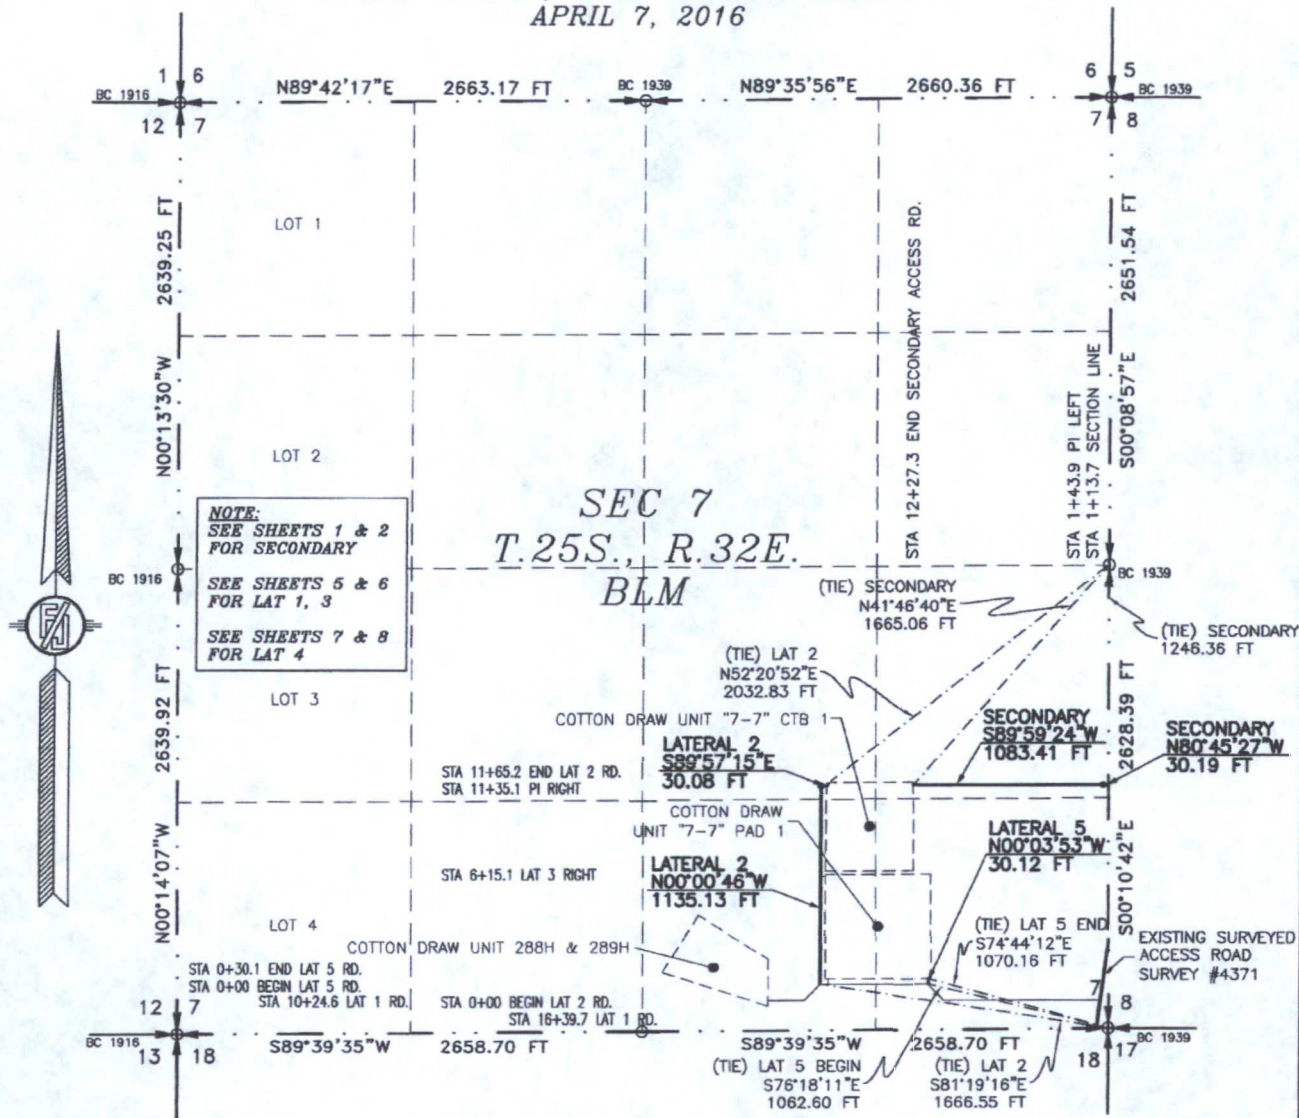 APRIL 7, 2016
1 6
BC 1916
12 7
N89°42'17"E 2663.17 FT
BC 1939
N89°35'56"E 2660.36 FT
6 5
BC 1939
7 8
LOT 1
2639.25 FT
N00°13'30"W
LOT 2
STA 12+27.3 END SECONDARY ACCESS RD.
STA 1+43.9 PI LEFT
STA 1+13.7 SECTION LINE
2651.54 FT
S00°08'57"E
NOTE:
SEE SHEETS 1 & 2
FOR SECONDARY
SEE SHEETS 5 & 6
FOR LAT 1, 3
SEE SHEETS 7 & 8
FOR LAT 4
SEC 7
T.25S., R.32E.
BLM
BC 1916
BC 1939
(TIE) SECONDARY
N41°46'40"E
1665.06 FT
(TIE) SECONDARY
1246.36 FT
(TIE) LAT 2
N52°20'52"E
2032.83 FT
LOT 3
2639.92 FT
N00°14'07"W
COTTON DRAW UNIT "7-7" CTB 1
LATERAL 2
S89°57'15"E
30.08 FT
SECONDARY
S89°59'24"W
1083.41 FT
2628.39 FT
S00°10'42"E
SECONDARY
N80°45'27"W
30.19 FT
STA 11+65.2 END LAT 2 RD.
STA 11+35.1 PI RIGHT
COTTON DRAW
UNIT "7-7" PAD 1
LATERAL 5
N00°03'53"W
30.12 FT
LATERAL 2
N00°00'46"W
1135.13 FT
STA 6+15.1 LAT 3 RIGHT
LOT 4
COTTON DRAW UNIT 288H & 289H
(TIE) LAT 5 END
S74°44'12"E
1070.16 FT
EXISTING SURVEYED
ACCESS ROAD
SURVEY #4371
STA 0+30.1 END LAT 5 RD.
STA 0+00 BEGIN LAT 5 RD.
STA 10+24.6 LAT 1 RD.
STA 0+00 BEGIN LAT 2 RD.
STA 16+39.7 LAT 1 RD.
12 7
BC 1916
13 18
S89°39'35"W 2658.70 FT
S89°39'35"W 2658.70 FT
7 8
18 17
BC 1939
(TIE) LAT 5 BEGIN
S76°18'11"E
1062.60 FT
(TIE) LAT 2
S81°19'16"E
1666.55 FT